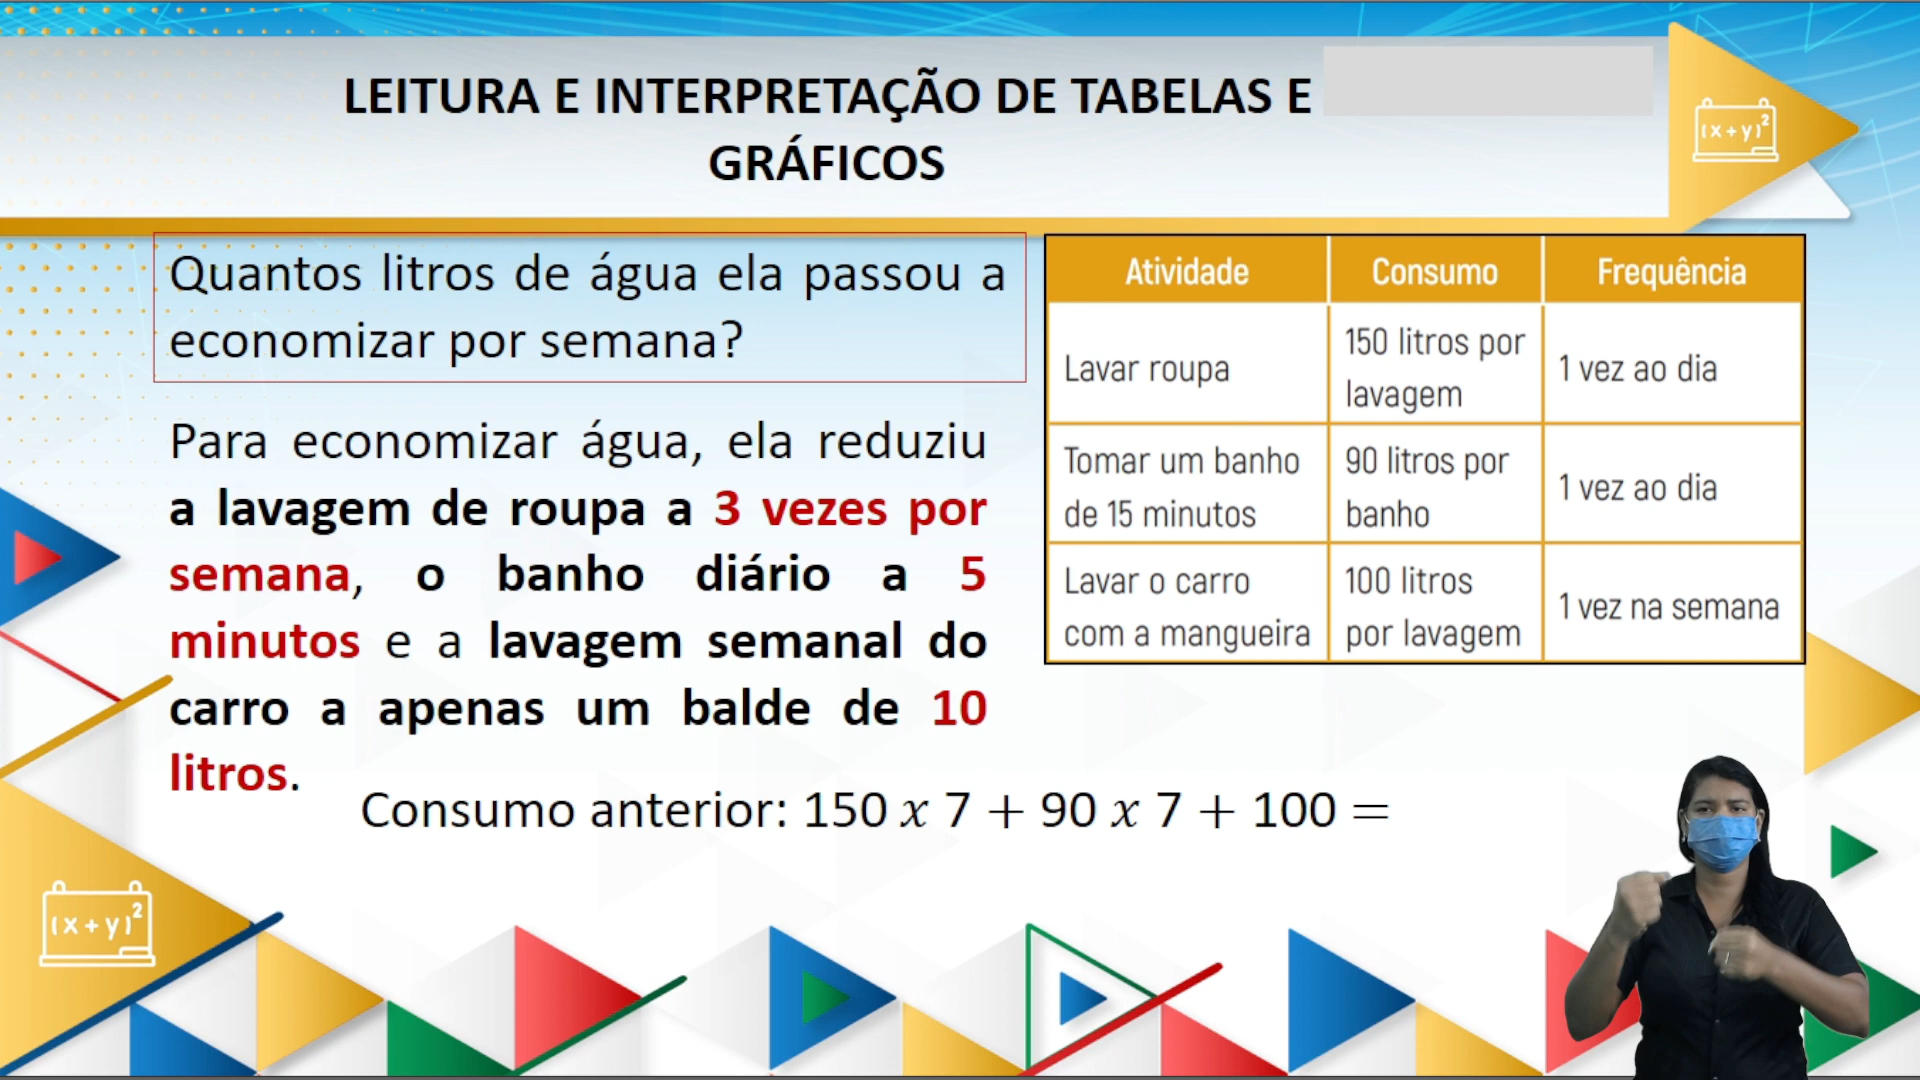 LEITURA E INTERPRETAÇÃO DE TABELAS E
GRÁFICOS
(x+y)²
Quantos litros de água ela passou a
economizar por semana?
Para economizar água, ela reduziu
a lavagem de roupa a 3 vezes por
semana, o banho diário a 5
minutos e a lavagem semanal do
carro a apenas um balde de 10
litros.
Atividade Consumo Frequência
Lavar roupa 150 litros por lavagem 1 vez ao dia
Tomar um banho de 15 minutos 90 litros por banho 1 vez ao dia
Lavar o carro com a mangueira 100 litros por lavagem 1 vez na semana
Consumo anterior: 150 x 7 + 90 x 7 + 100 =
(x+y)²